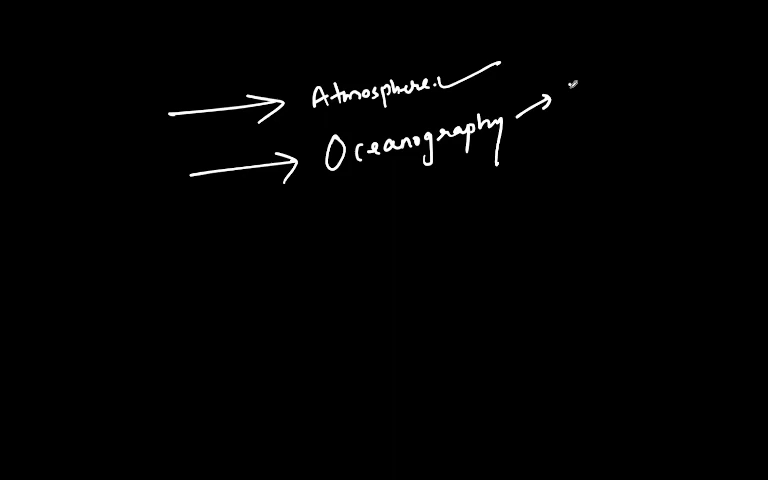 → Atmosphere. ✓
→ Oceanography →